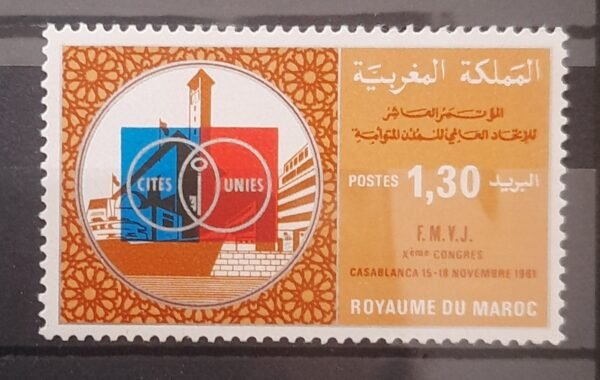 المملكة المغربية
المؤتمر العاشر
للإتحاد العالمي للمدن المتوأمة
CITÉS UNIES
POSTES 1,30 البريد
F.M.V.J.
Xème CONGRES
CASABLANCA 15-18 NOVEMBRE 1981
ROYAUME DU MAROC